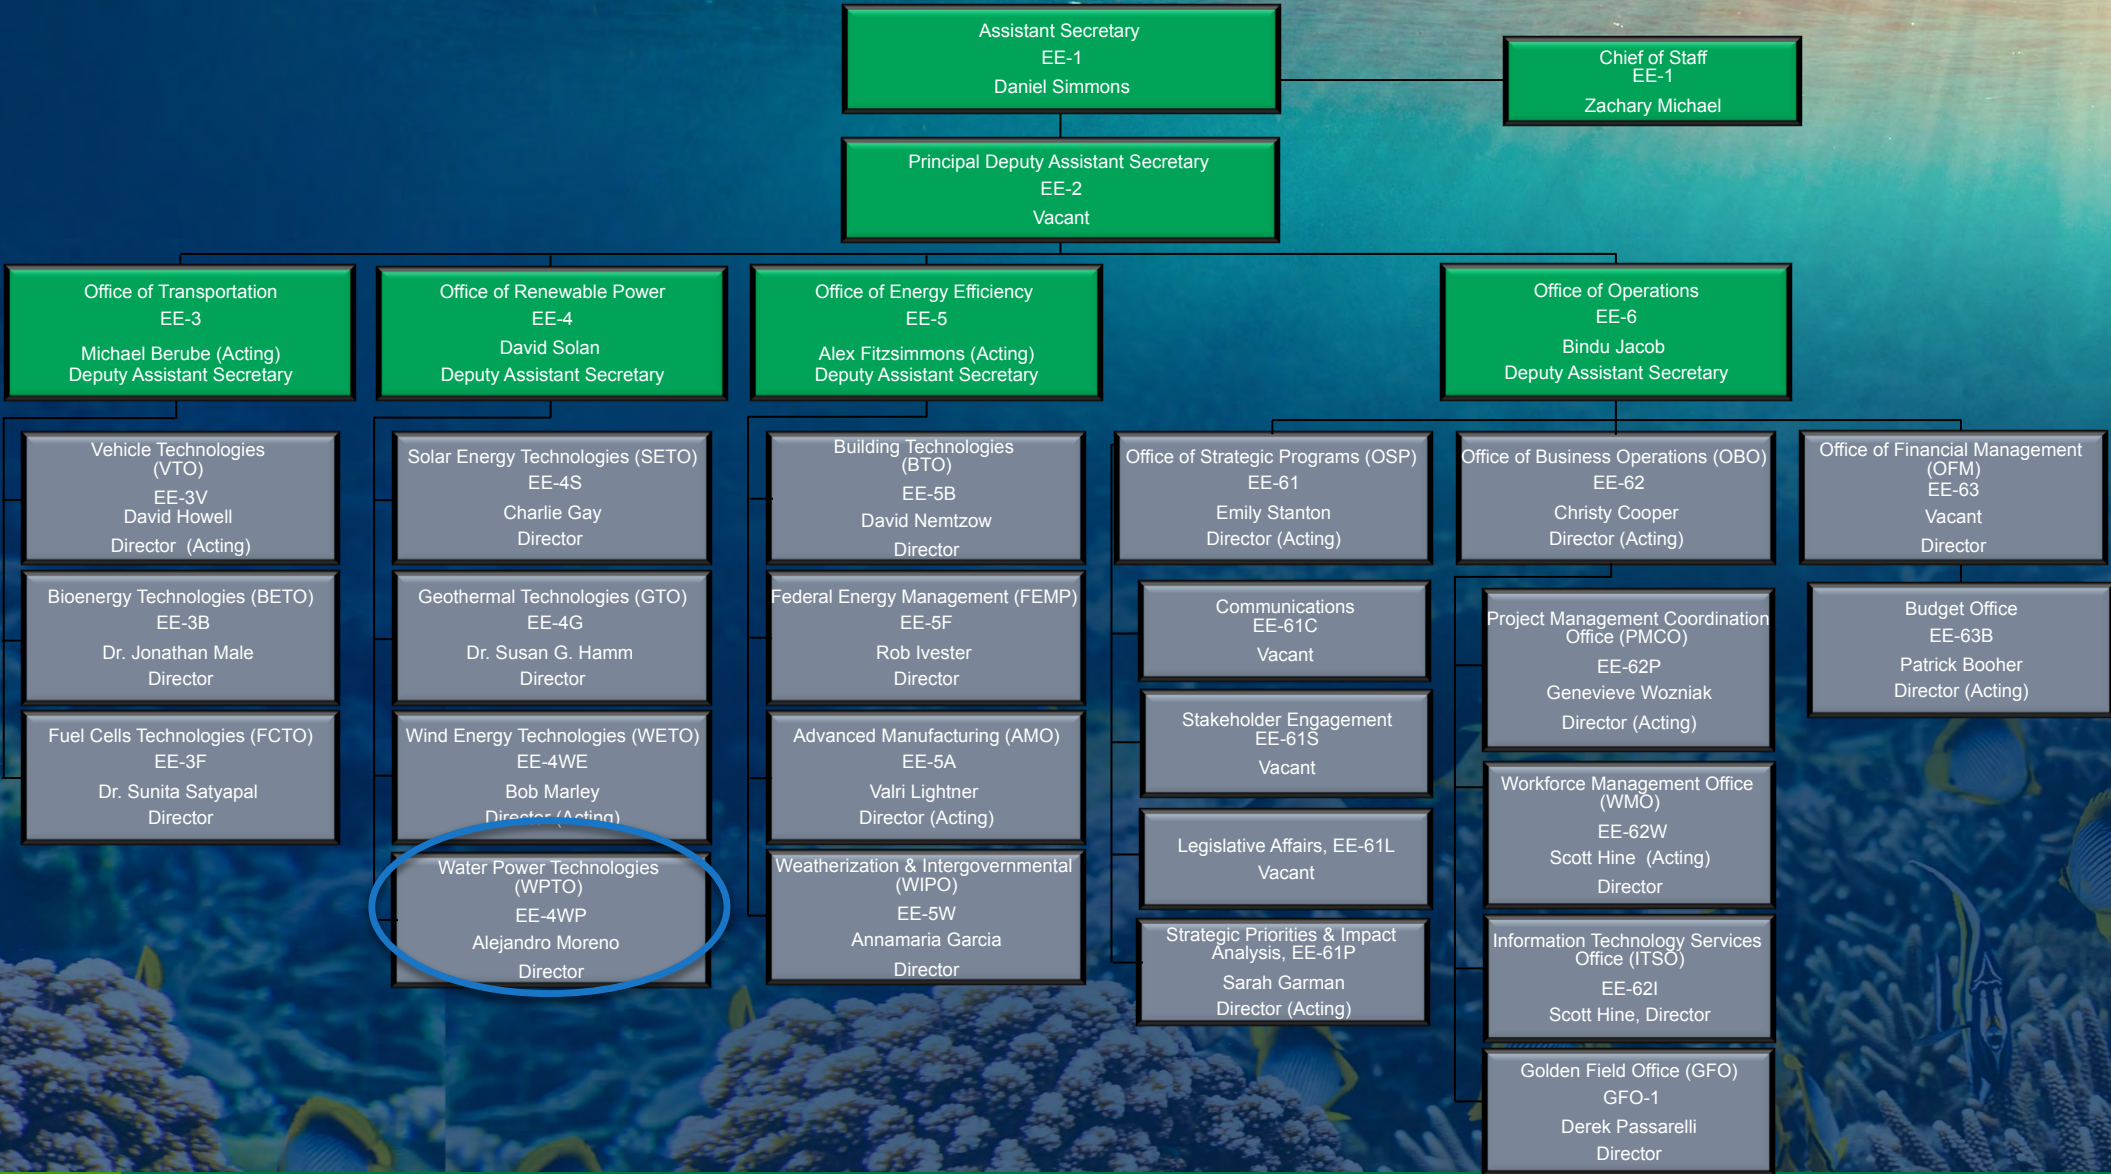 Assistant Secretary
EE-1
Daniel Simmons
Chief of Staff
EE-1
Zachary Michael
Principal Deputy Assistant Secretary
EE-2
Vacant
Office of Transportation
EE-3
Michael Berube (Acting)
Deputy Assistant Secretary
Office of Renewable Power
EE-4
David Solan
Deputy Assistant Secretary
Office of Energy Efficiency
EE-5
Alex Fitzsimmons (Acting)
Deputy Assistant Secretary
Office of Operations
EE-6
Bindu Jacob
Deputy Assistant Secretary
Vehicle Technologies
(VTO)
EE-3V
David Howell
Director (Acting)
Bioenergy Technologies (BETO)
EE-3B
Dr. Jonathan Male
Director
Fuel Cells Technologies (FCTO)
EE-3F
Dr. Sunita Satyapal
Director
Solar Energy Technologies (SETO)
EE-4S
Charlie Gay
Director
Geothermal Technologies (GTO)
EE-4G
Dr. Susan G. Hamm
Director
Wind Energy Technologies (WETO)
EE-4WE
Bob Marley
Director (Acting)
Water Power Technologies
(WPTO)
EE-4WP
Alejandro Moreno
Director
Building Technologies
(BTO)
EE-5B
David Nemtzow
Director
Federal Energy Management (FEMP)
EE-5F
Rob Ivester
Director
Advanced Manufacturing (AMO)
EE-5A
Valri Lightner
Director (Acting)
Weatherization & Intergovernmental
(WIPO)
EE-5W
Annamaria Garcia
Director
Office of Strategic Programs (OSP)
EE-61
Emily Stanton
Director (Acting)
Communications
EE-61C
Vacant
Stakeholder Engagement
EE-61S
Vacant
Legislative Affairs, EE-61L
Vacant
Strategic Priorities & Impact
Analysis, EE-61P
Sarah Garman
Director (Acting)
Office of Business Operations (OBO)
EE-62
Christy Cooper
Director (Acting)
Project Management Coordination
Office (PMCO)
EE-62P
Genevieve Wozniak
Director (Acting)
Workforce Management Office
(WMO)
EE-62W
Scott Hine (Acting)
Director
Information Technology Services
Office (ITSO)
EE-62I
Scott Hine, Director
Golden Field Office (GFO)
GFO-1
Derek Passarelli
Director
Office of Financial Management
(OFM)
EE-63
Vacant
Director
Budget Office
EE-63B
Patrick Booher
Director (Acting)